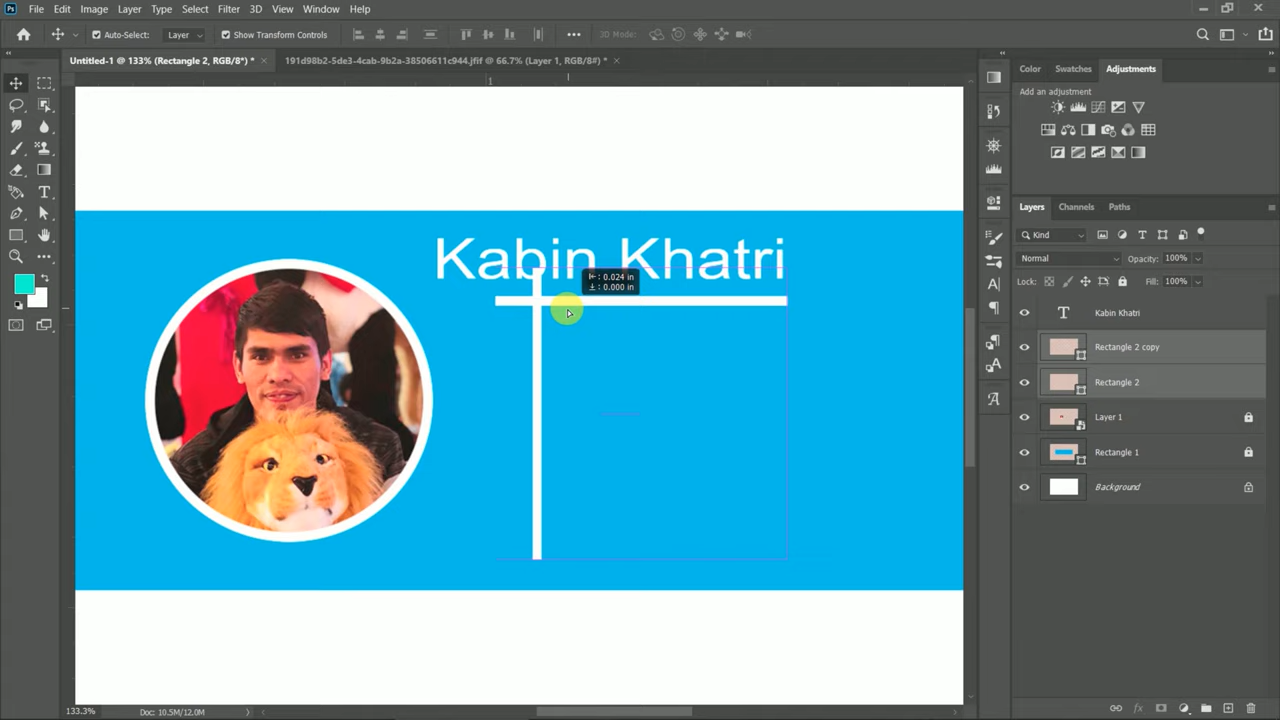 Ps File Edit Image Layer Type Select Filter 3D View Window Help
Auto-Select: Layer Show Transform Controls 3D Mode:
Untitled-1 @ 133% (Rectangle 2, RGB/8*) * × 191d98b2-5de3-4cab-9b2a-38506611c944.jfif @ 66.7% (Layer 1, RGB/8#) * ×
1
Color Swatches Adjustments
Add an adjustment
Kabin Khatri
: 0.024 in
: 0.000 in
Layers Channels Paths
Kind
Normal Opacity: 100%
Lock: Fill: 100%
T Kabin Khatri
Rectangle 2 copy
Rectangle 2
Layer 1
Rectangle 1
Background
133.3% Doc: 10.5M/12.0M